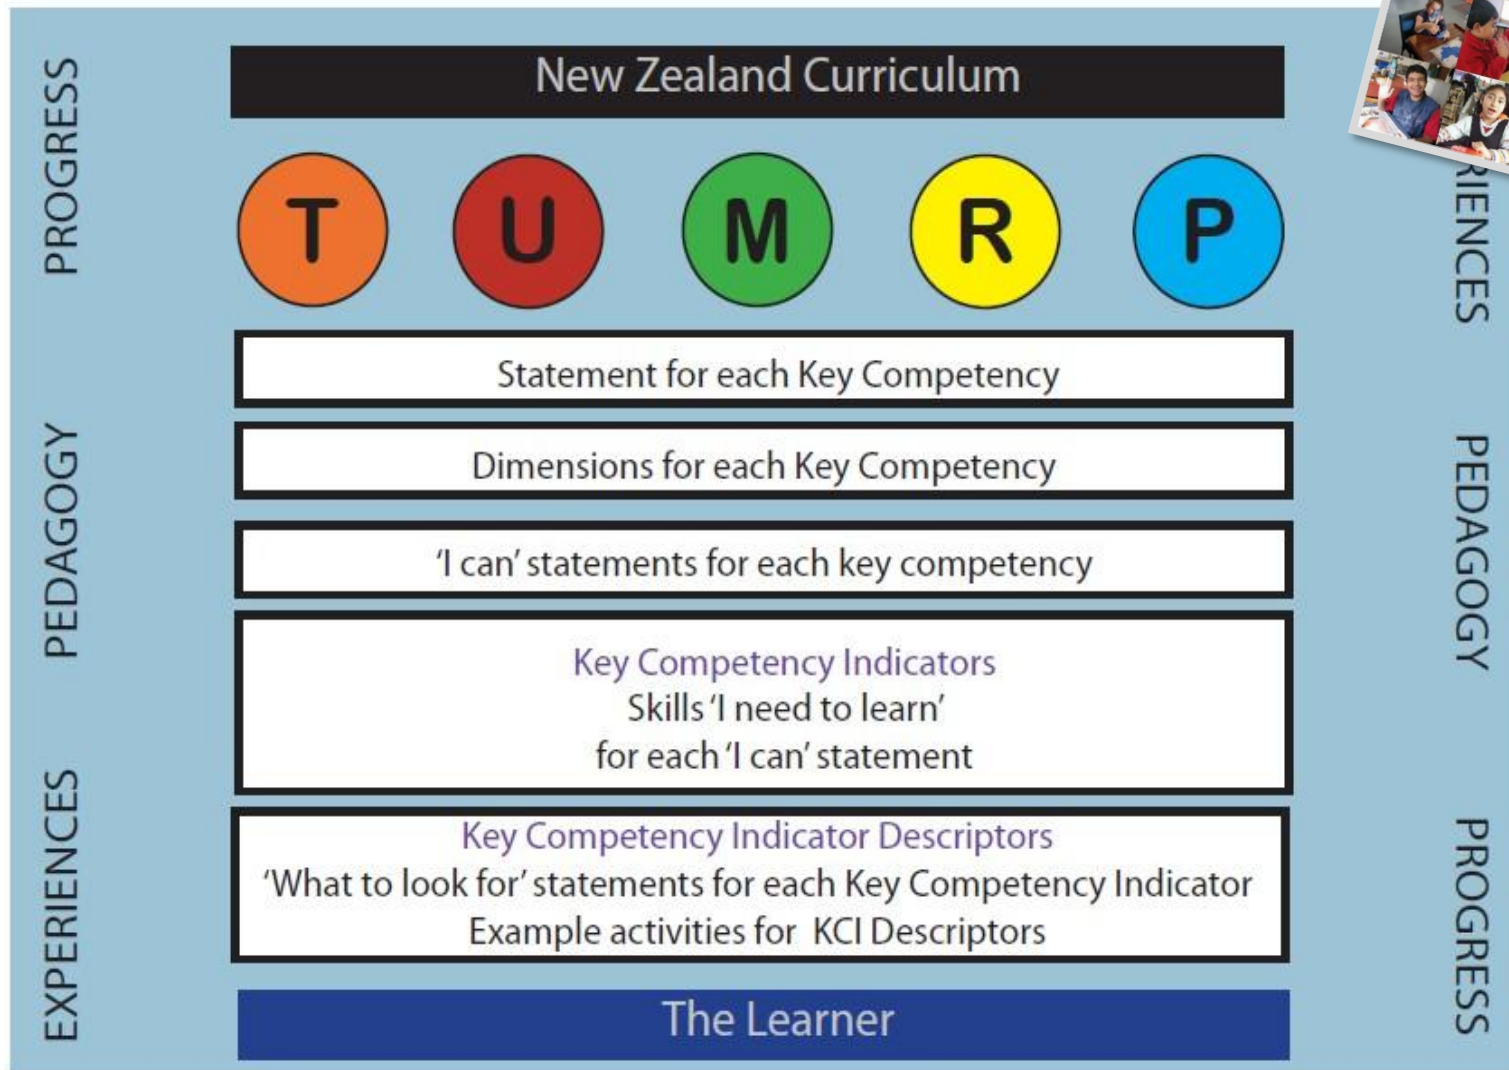 New Zealand Curriculum
T U M R P
Statement for each Key Competency
Dimensions for each Key Competency
‘I can’ statements for each key competency
Key Competency Indicators
Skills ‘I need to learn’
for each ‘I can’ statement
Key Competency Indicator Descriptors
‘What to look for’ statements for each Key Competency Indicator
Example activities for KCI Descriptors
The Learner
PROGRESS
PEDAGOGY
EXPERIENCES
RIENCES
PEDAGOGY
PROGRESS